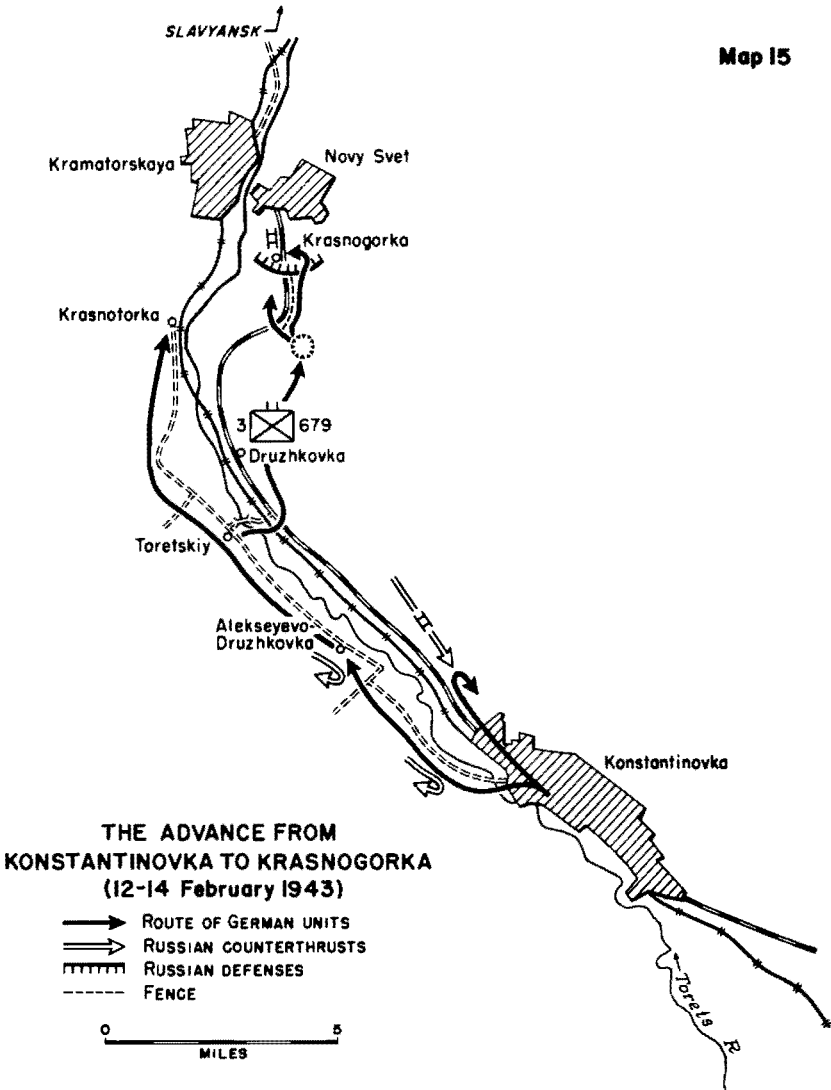 SLAVYANSK
Map 15
Kramatorskaya
Novy Svet
Krasnogorka
II
Krasnotorka
3 679
Druzhkovka
Toretskiy
II
Alekseyevo-
Druzhkovka
Konstantinovka
THE ADVANCE FROM
KONSTANTINOVKA TO KRASNOGORKA
(12-14 February 1943)
ROUTE OF GERMAN UNITS
RUSSIAN COUNTERTHRUSTS
RUSSIAN DEFENSES
FENCE
0 5
MILES
Torets R